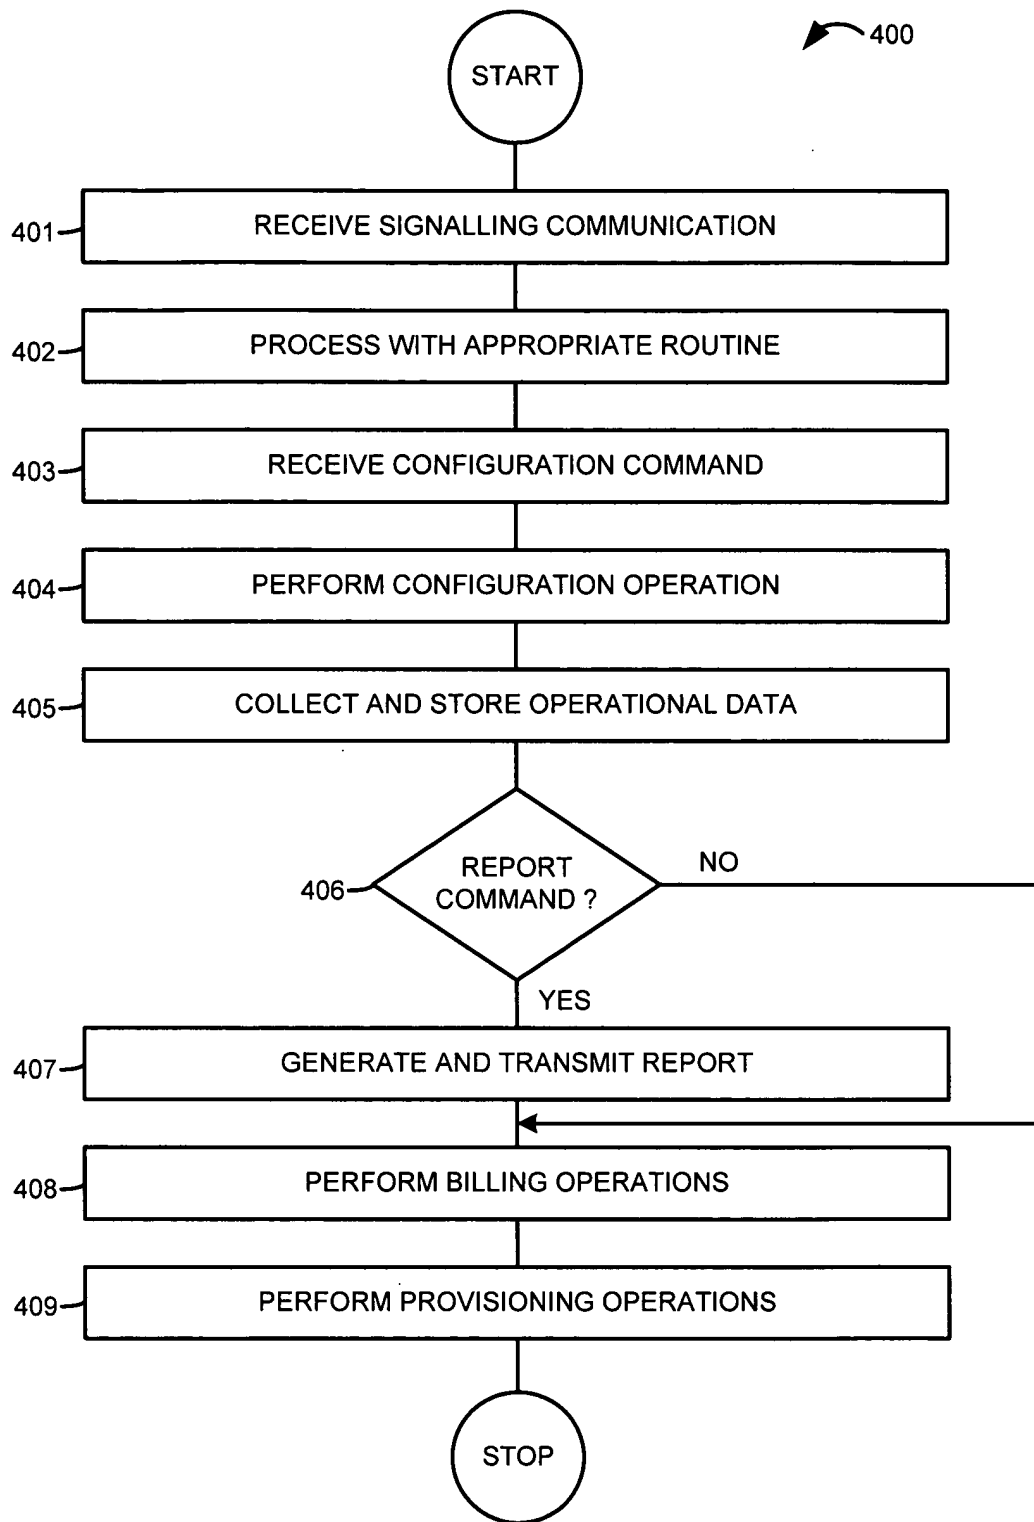 400
START
401
RECEIVE SIGNALLING COMMUNICATION
402
PROCESS WITH APPROPRIATE ROUTINE
403
RECEIVE CONFIGURATION COMMAND
404
PERFORM CONFIGURATION OPERATION
405
COLLECT AND STORE OPERATIONAL DATA
406
REPORT
COMMAND ?
NO
YES
407
GENERATE AND TRANSMIT REPORT
408
PERFORM BILLING OPERATIONS
409
PERFORM PROVISIONING OPERATIONS
STOP